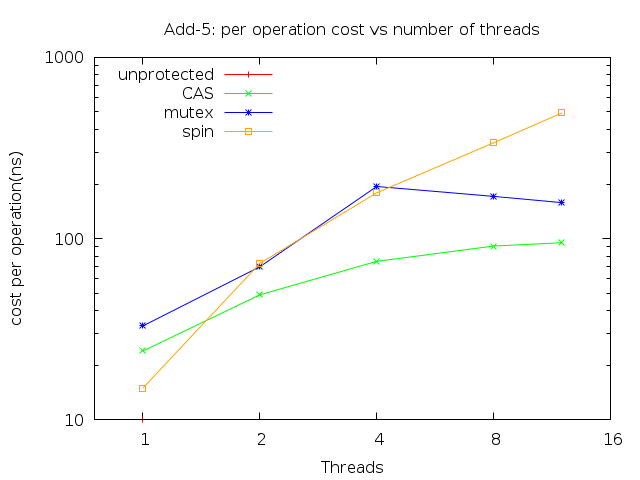 Add-5: per operation cost vs number of threads
1000
unprotected
CAS
mutex
spin
cost per operation(ns)
100
10
1 2 4 8 16
Threads